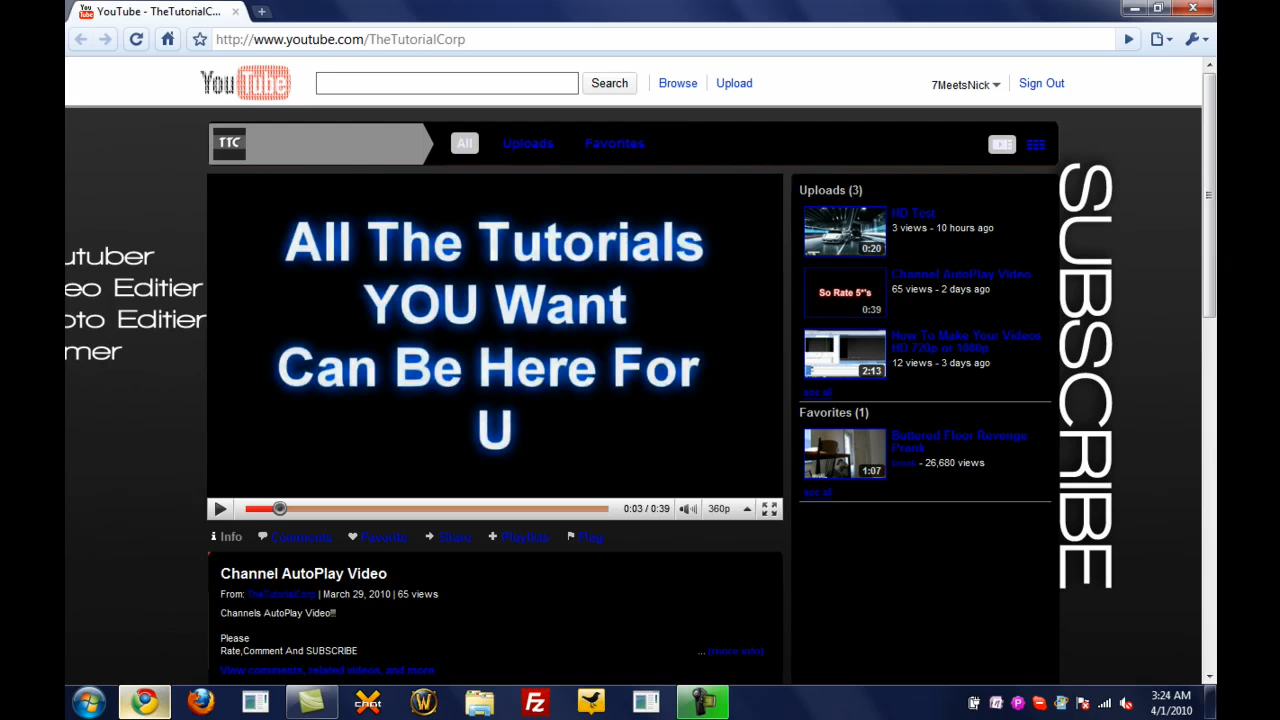 YouTube - TheTutorialC...
http://www.youtube.com/TheTutorialCorp
YouTube
Search
Browse
Upload
7MeetsNick
Sign Out
TTC
All
Uploads
Favorites
utuber
eo Editier
oto Editier
mer
All The Tutorials
YOU Want
Can Be Here For
U
0:03 / 0:39
360p
Info
Comments
Favorite
Share
Playlists
Flag
Channel AutoPlay Video
From: TheTutorialCorp | March 29, 2010 | 65 views
Channels AutoPlay Video!!!
Please
Rate,Comment And SUBSCRIBE
... (more info)
View comments, related videos, and more
Uploads (3)
0:20
HD Test
3 views - 10 hours ago
So Rate 5*'s
0:39
Channel AutoPlay Video
65 views - 2 days ago
2:13
How To Make Your Videos
HD 720p or 1080p
12 views - 3 days ago
see all
Favorites (1)
1:07
Buttered Floor Revenge
Prank
- 26,680 views
see all
SUBSCRIBE
chat
FZ
3:24 AM
4/1/2010